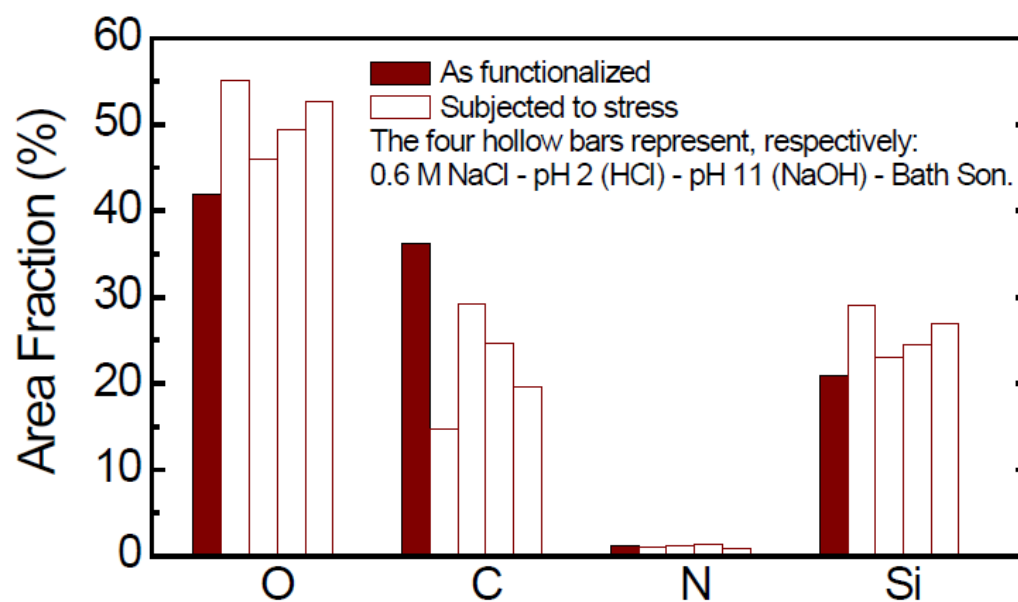 60
50
40
30
20
10
0
Area Fraction (%)
As functionalized
Subjected to stress
The four hollow bars represent, respectively:
0.6 M NaCl - pH 2 (HCl) - pH 11 (NaOH) - Bath Son.
O C N Si